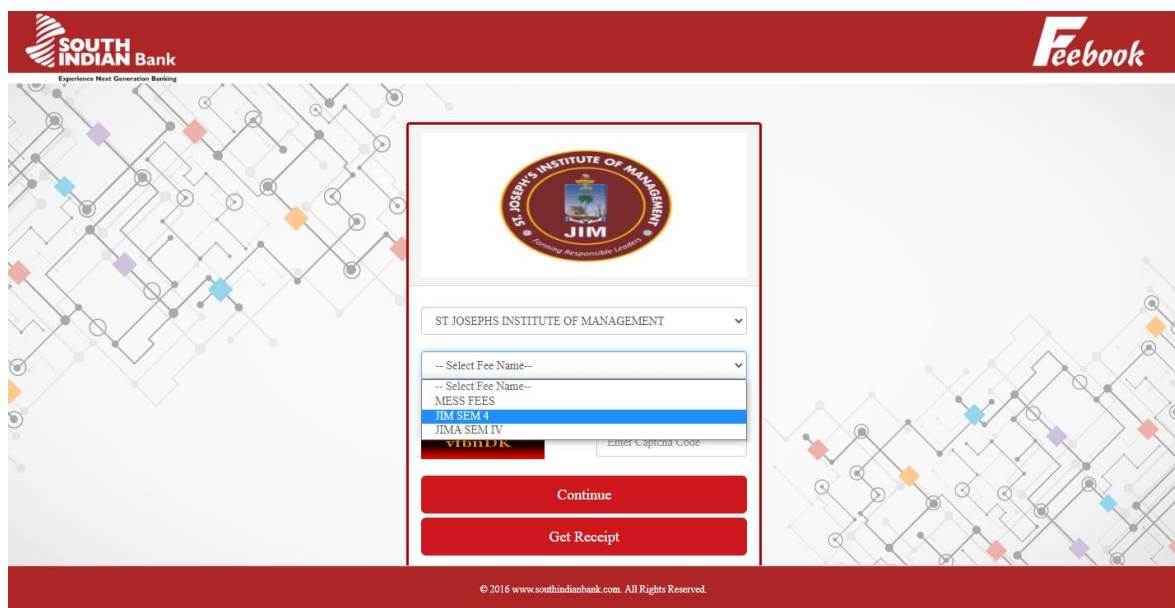 SOUTH
INDIAN Bank
Experience Next Generation Banking
Feebook
ST. JOSEPH'S INSTITUTE OF MANAGEMENT
JIM
Forming Responsible Leaders
ST JOSEPHS INSTITUTE OF MANAGEMENT
-- Select Fee Name--
-- Select Fee Name--
MESS FEES
JIM SEM 4
JIMA SEM IV
Enter Captcha Code
Continue
Get Receipt
© 2016 www.southindianbank.com. All Rights Reserved.